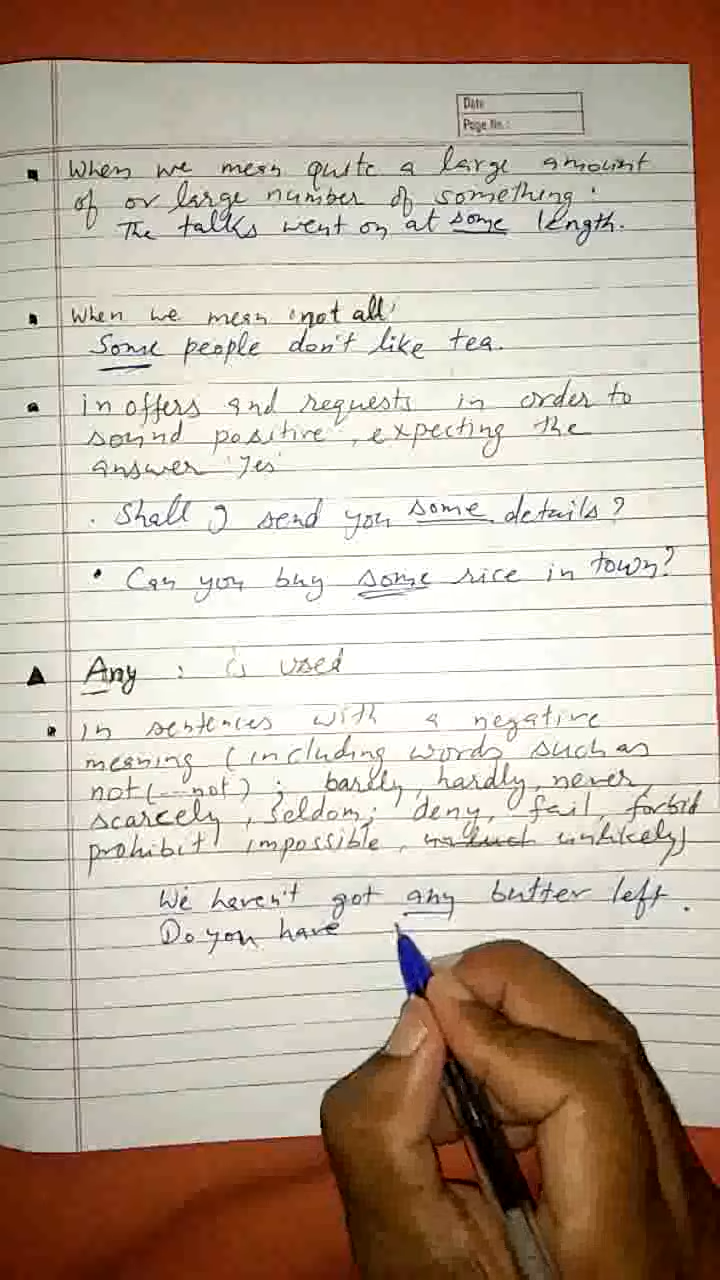 Date
Page No.:
▪ When we mean quite a large amount
of or large number of something:
The talks went on at some length.
▪ When we mean 'not all'
Some people don't like tea.
▪ in offers and requests in order to
sound positive, expecting the
answer 'Yes'
. Shall I send you some details?
• Can you buy some rice in town?
▲ Any : is used
▪ in sentences with a negative
meaning (including words such as
not (---not) ; barely, hardly, never,
scarcely, seldom; deny, fail, forbid
prohibit impossible, unlikely)
We haven't got any butter left.
Do you have